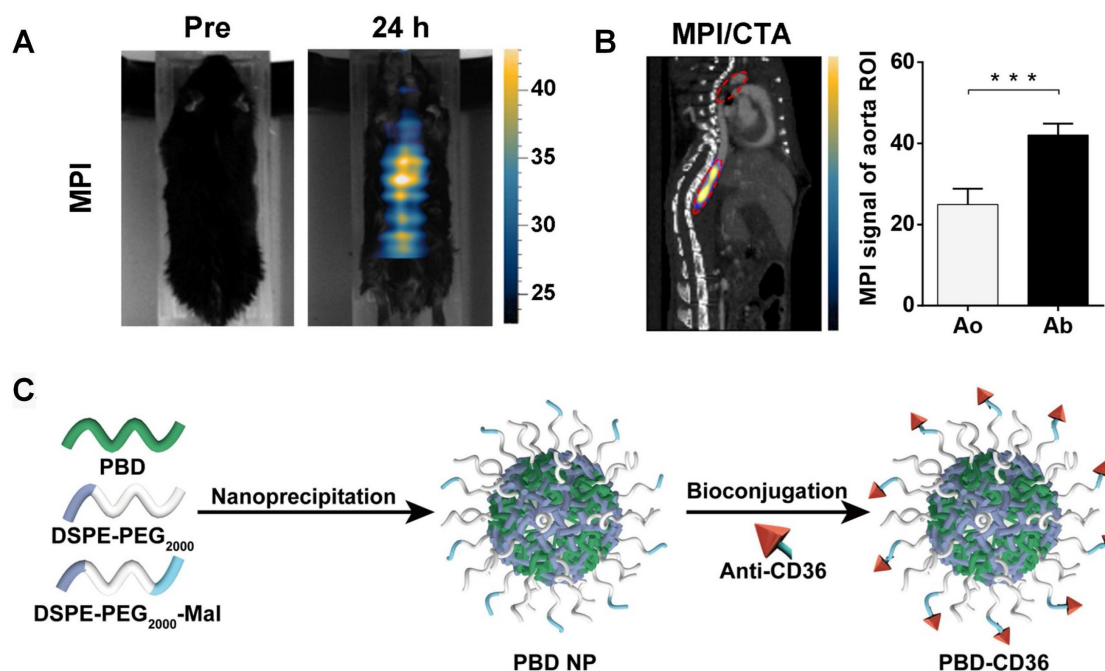 A
Pre
24 h
MPI
40
35
30
25
B
MPI/CTA
MPI signal of aorta ROI
60
40
20
0
* * *
Ao
Ab
C
PBD
DSPE-PEG2000
DSPE-PEG2000-Mal
Nanoprecipitation
PBD NP
Bioconjugation
Anti-CD36
PBD-CD36